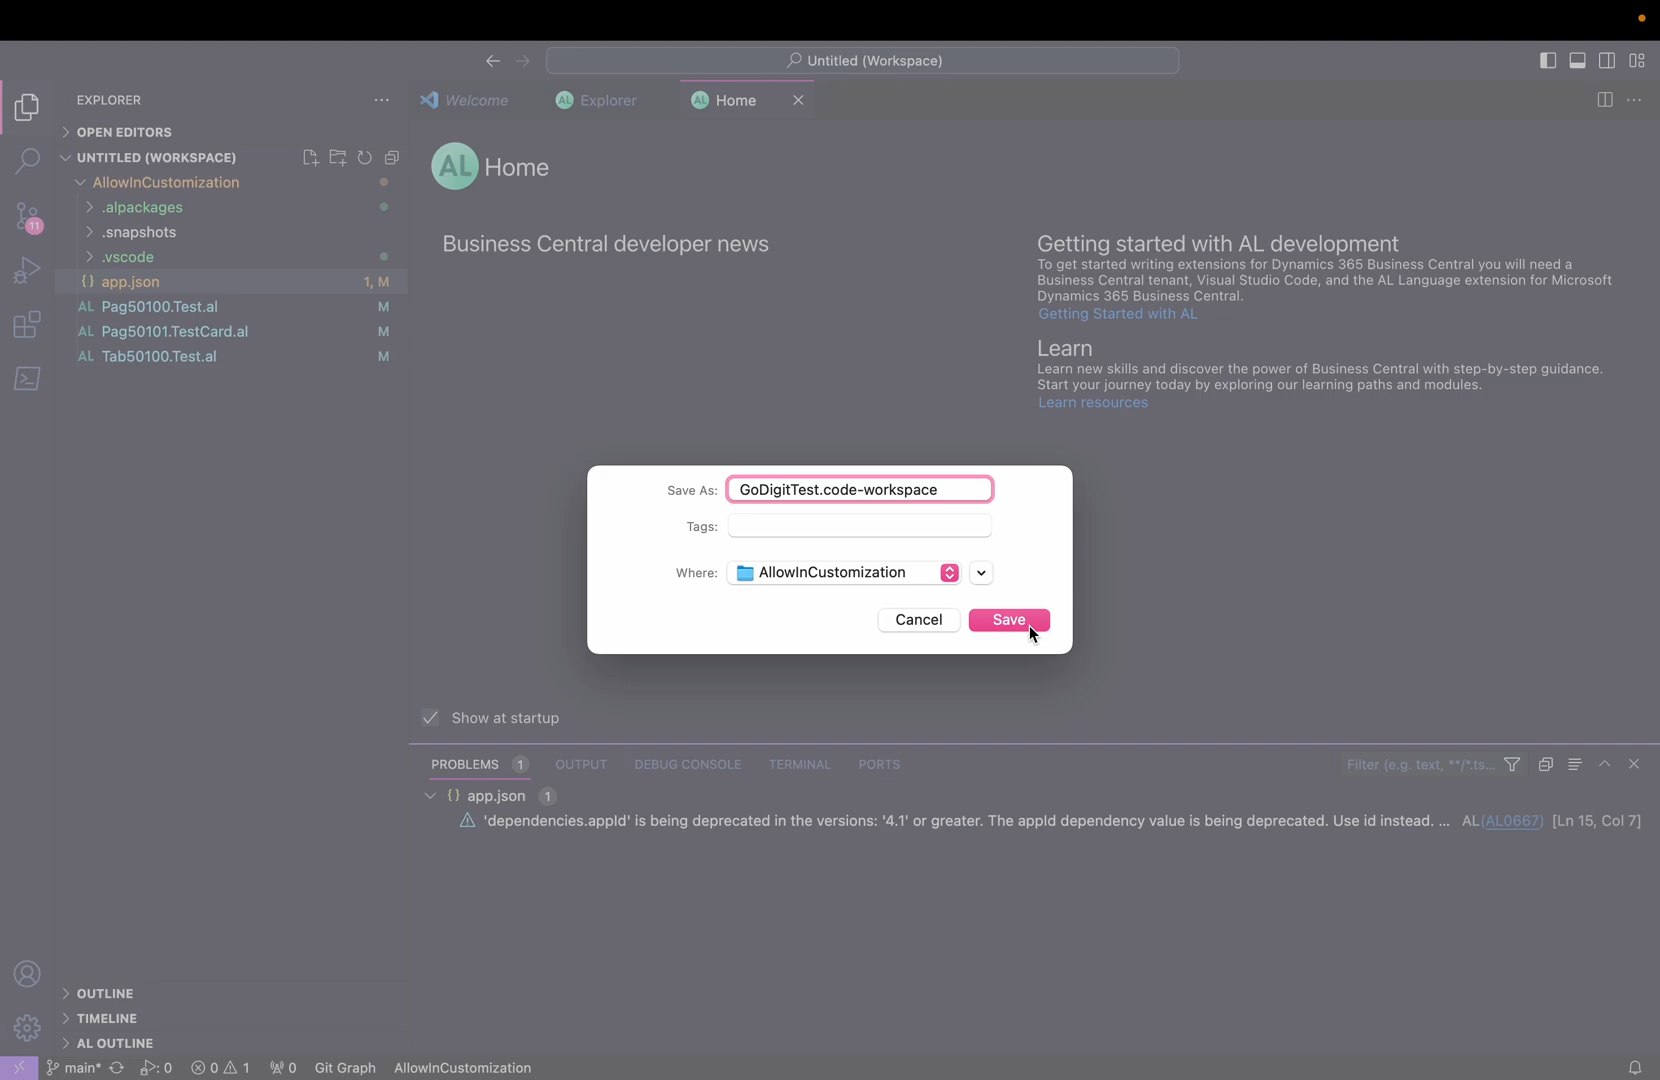 Untitled (Workspace)
EXPLORER
Welcome
AL Explorer
AL Home
OPEN EDITORS
UNTITLED (WORKSPACE)
AllowInCustomization
.alpackages
.snapshots
.vscode
{} app.json 1, M
AL Pag50100.Test.al M
AL Pag50101.TestCard.al M
AL Tab50100.Test.al M
11
AL Home
Business Central developer news
Getting started with AL development
To get started writing extensions for Dynamics 365 Business Central you will need a
Business Central tenant, Visual Studio Code, and the AL Language extension for Microsoft
Dynamics 365 Business Central.
Getting Started with AL
Learn
Learn new skills and discover the power of Business Central with step-by-step guidance.
Start your journey today by exploring our learning paths and modules.
Learn resources
Save As: GoDigitTest.code-workspace
Tags:
Where: AllowInCustomization
Cancel Save
Show at startup
PROBLEMS 1 OUTPUT DEBUG CONSOLE TERMINAL PORTS Filter (e.g. text, **/*.ts...
{} app.json 1
'dependencies.appId' is being deprecated in the versions: '4.1' or greater. The appId dependency value is being deprecated. Use id instead. ... AL(AL0667) [Ln 15, Col 7]
OUTLINE
TIMELINE
AL OUTLINE
main* : 0 0 1 0 Git Graph AllowInCustomization